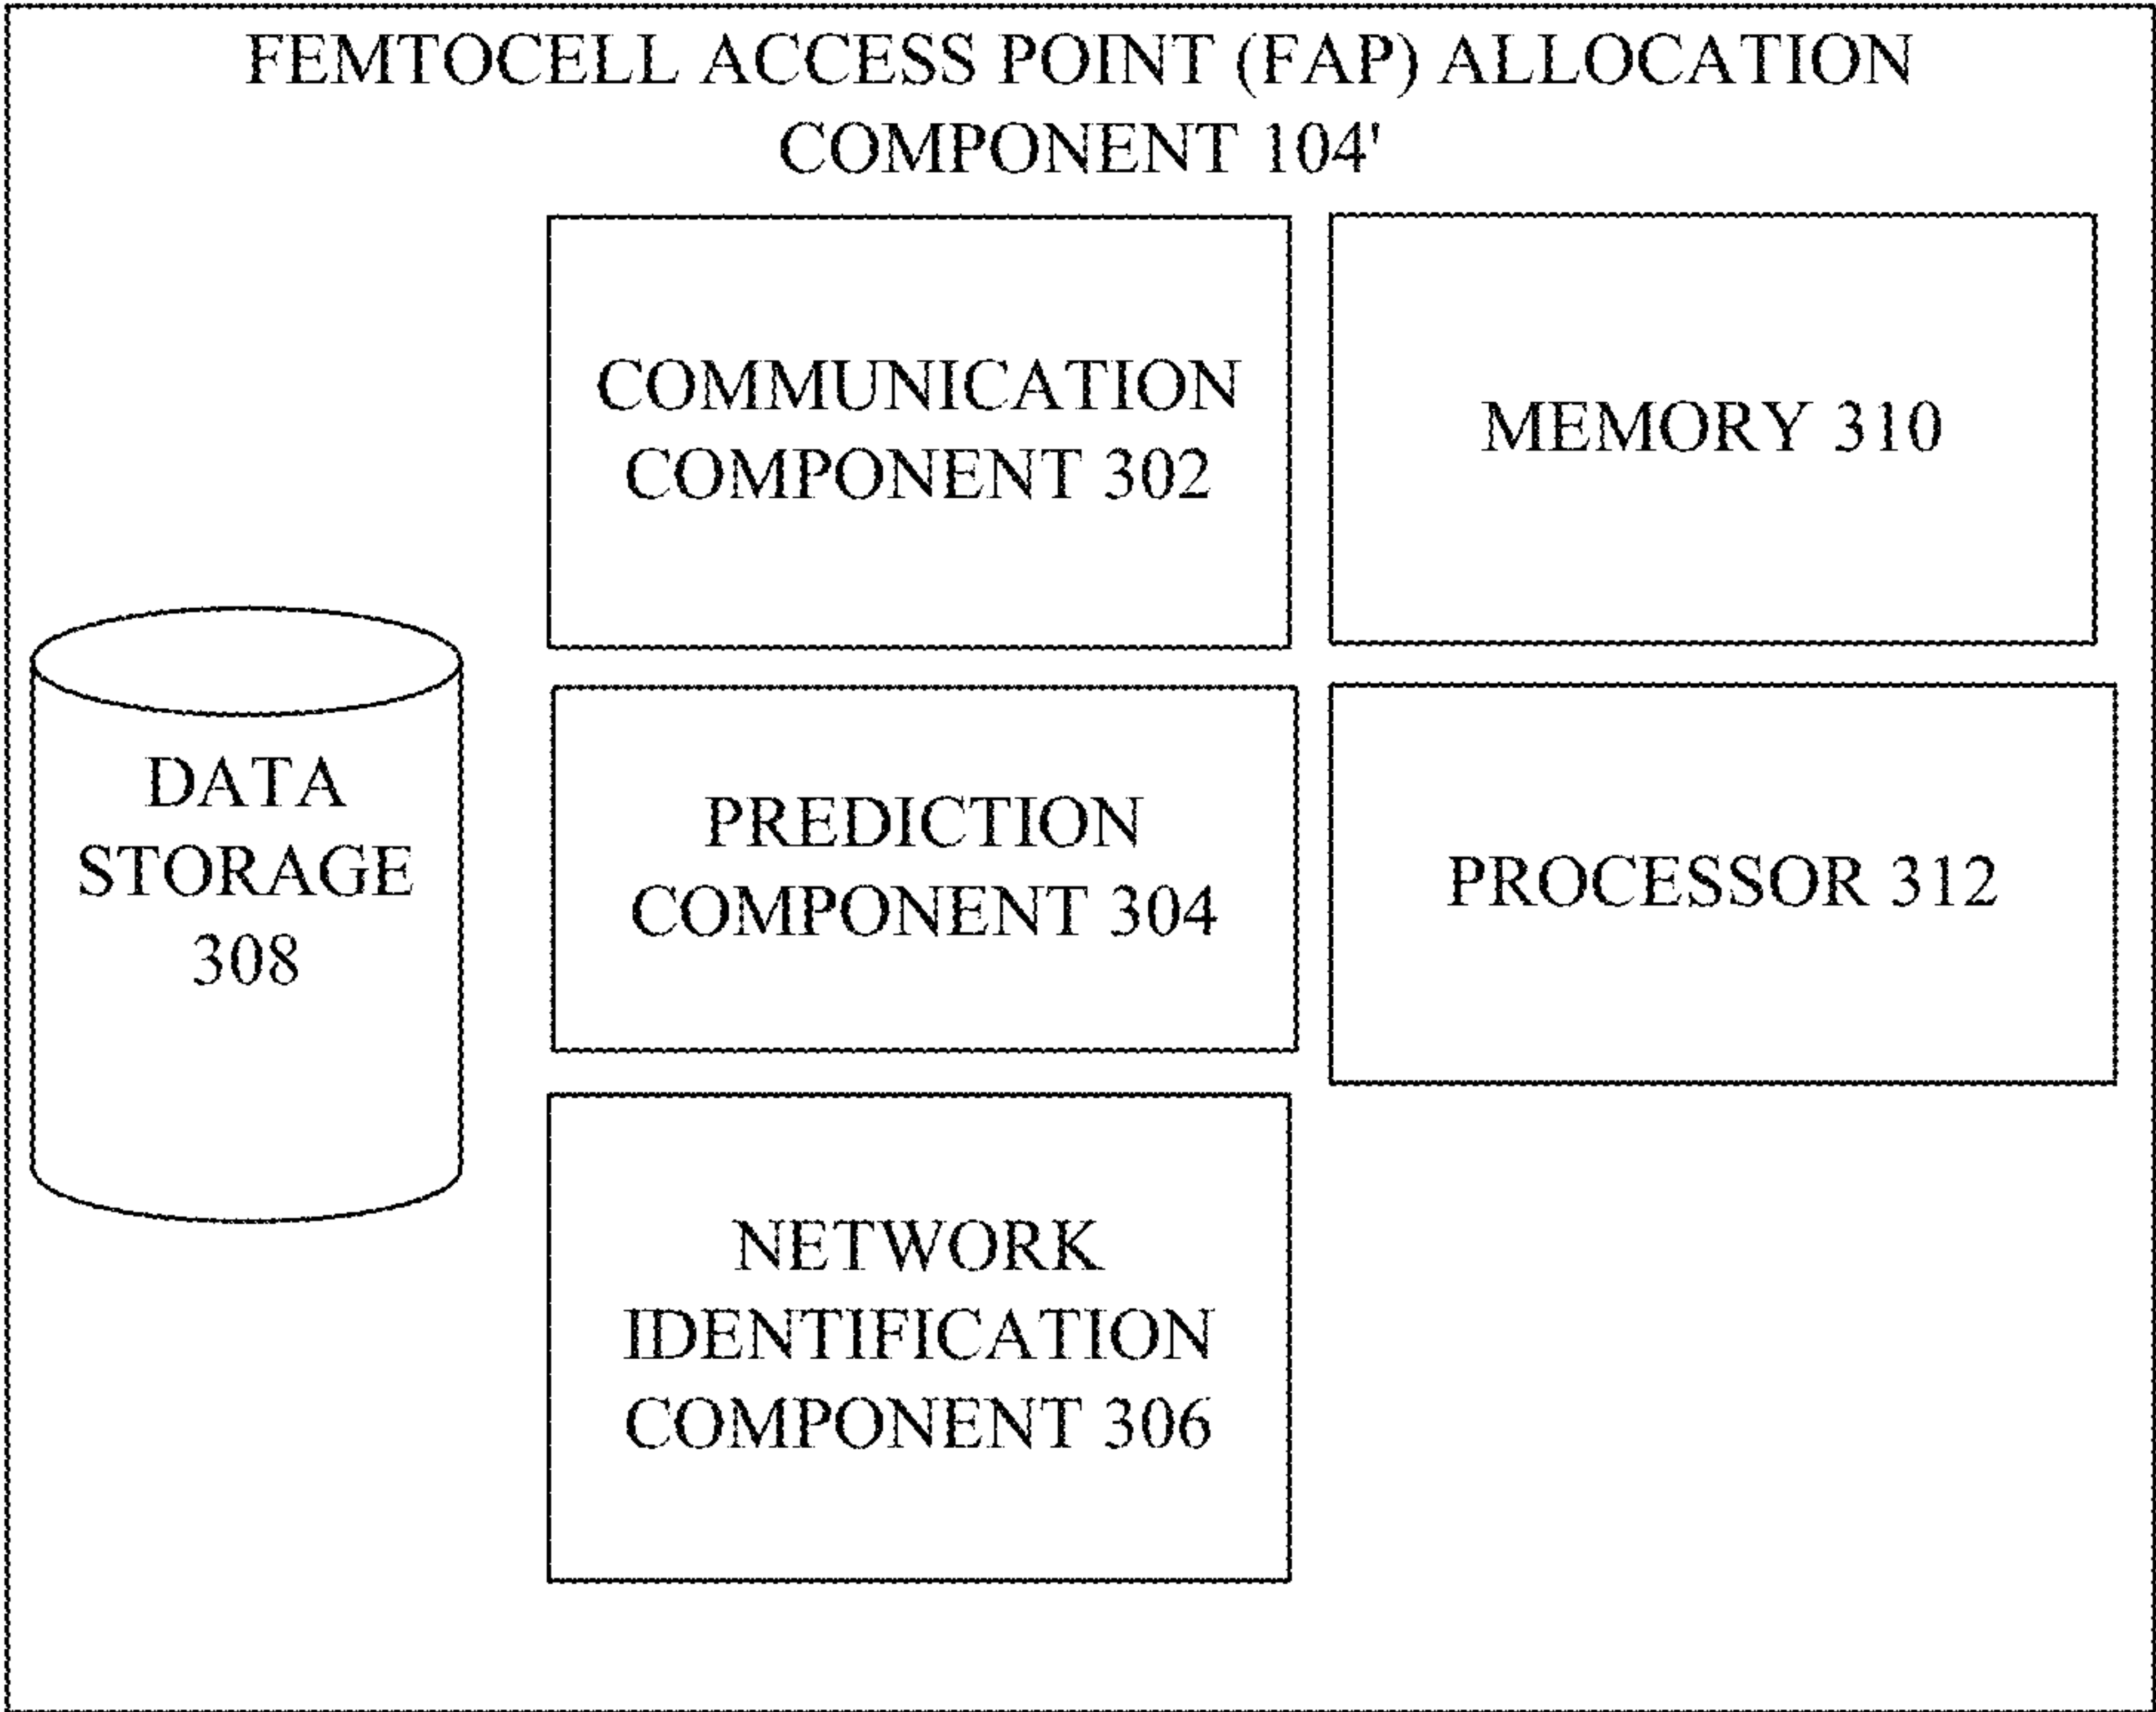 FEMTOCELL ACCESS POINT (FAP) ALLOCATION
COMPONENT 104'
COMMUNICATION
COMPONENT 302
MEMORY 310
DATA
STORAGE
308
PREDICTION
COMPONENT 304
PROCESSOR 312
NETWORK
IDENTIFICATION
COMPONENT 306